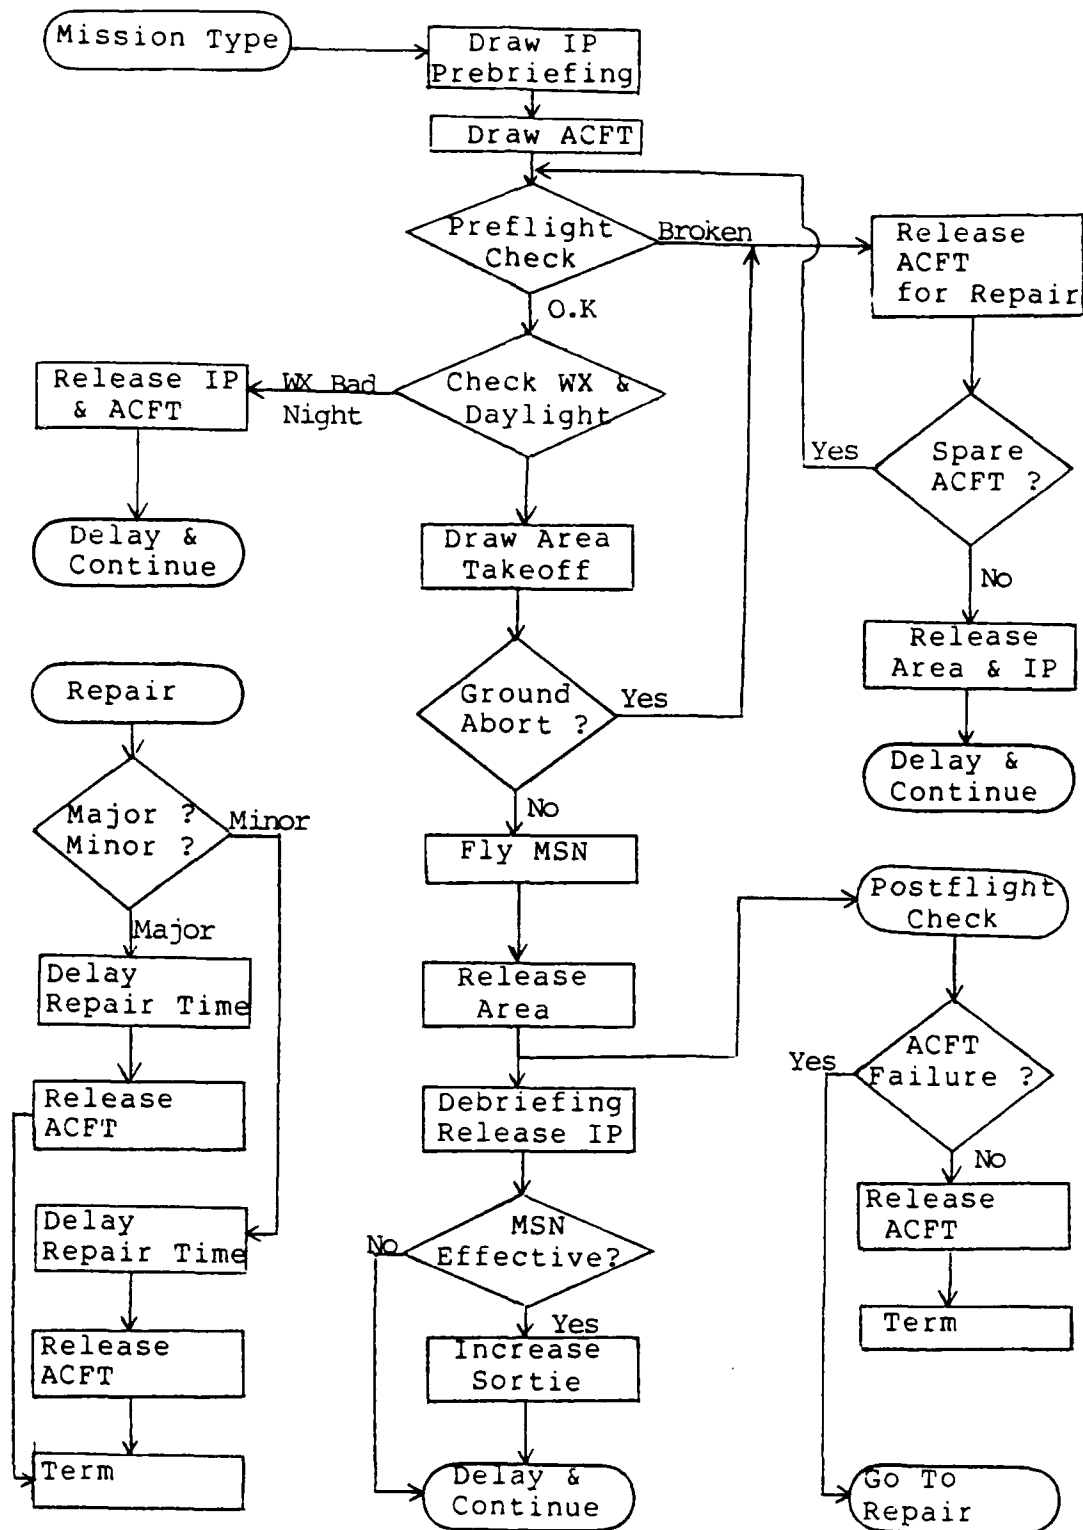 Mission Type
Draw IP
Prebriefing
Draw ACFT
Preflight
Check
Broken
Release
ACFT
for Repair
O.K
Check WX &
Daylight
WX Bad
Night
Release IP
& ACFT
Delay &
Continue
Yes
Spare
ACFT ?
No
Release
Area & IP
Delay &
Continue
Draw Area
Takeoff
Ground
Abort ?
Yes
No
Fly MSN
Release
Area
Debriefing
Release IP
MSN
Effective?
No
Yes
Increase
Sortie
Delay &
Continue
Repair
Major ?
Minor ?
Minor
Major
Delay
Repair Time
Release
ACFT
Delay
Repair Time
Release
ACFT
Term
Postflight
Check
ACFT
Failure ?
Yes
No
Release
ACFT
Term
Go To
Repair